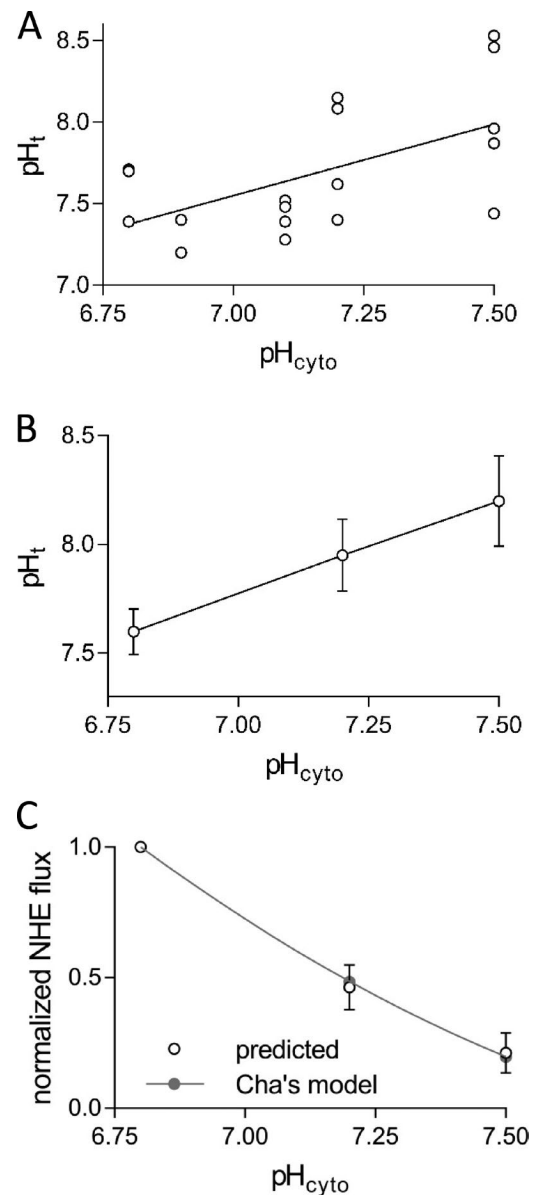 A
8.5
8.0
7.5
7.0
pHt
6.75 7.00 7.25 7.50
pHcyto
B
8.5
8.0
7.5
pHt
6.75 7.00 7.25 7.50
pHcyto
C
1.0
0.5
0.0
normalized NHE flux
predicted
Cha's model
6.75 7.00 7.25 7.50
pHcyto